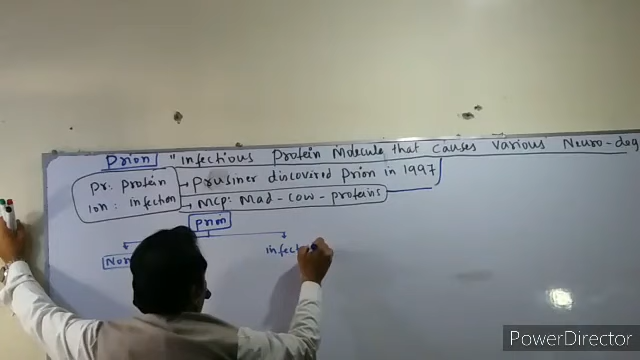 Prion "infectious Protein Molecule that causes various Neuro-deg
Pr: Protein
ion: infection
Prusiner discovired Prion in 1997
MCP: Mad-Cow-Proteins
Prion
Nor
infect
PowerDirector